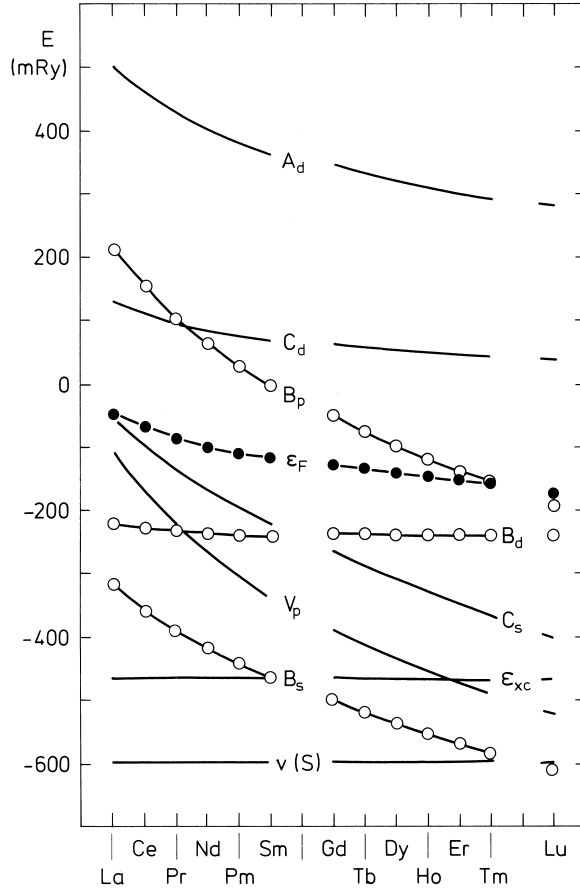 E
(mRy)
400
A_d
200
C_d
0
B_p
ε_F
-200
B_d
V_p
C_s
-400
B_s
ε_xc
v (S)
-600
Ce Nd Sm Gd Dy Er Lu
La Pr Pm Tb Ho Tm